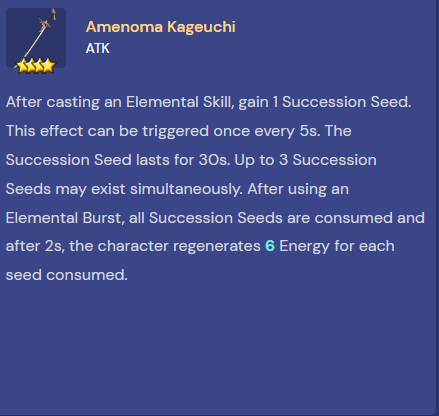 Amenoma Kageuchi
ATK
After casting an Elemental Skill, gain 1 Succession Seed.
This effect can be triggered once every 5s. The
Succession Seed lasts for 30s. Up to 3 Succession
Seeds may exist simultaneously. After using an
Elemental Burst, all Succession Seeds are consumed and
after 2s, the character regenerates 6 Energy for each
seed consumed.